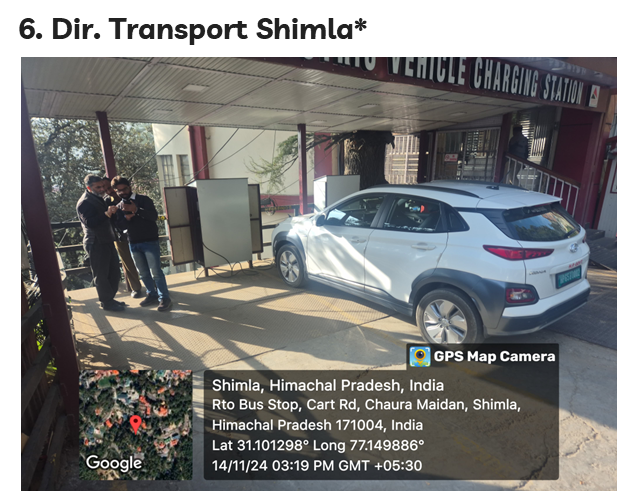 6. Dir. Transport Shimla*
VEHICLE CHARGING STATION
GPS Map Camera
Shimla, Himachal Pradesh, India
Rto Bus Stop, Cart Rd, Chaura Maidan, Shimla,
Himachal Pradesh 171004, India
Lat 31.101298° Long 77.149886°
14/11/24 03:19 PM GMT +05:30
Google